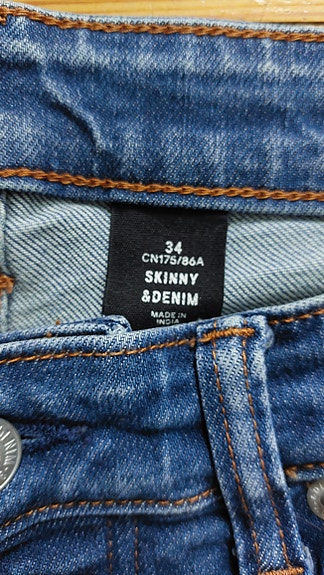 34
CN175/86A
SKINNY
&DENIM
MADE IN
INDIA